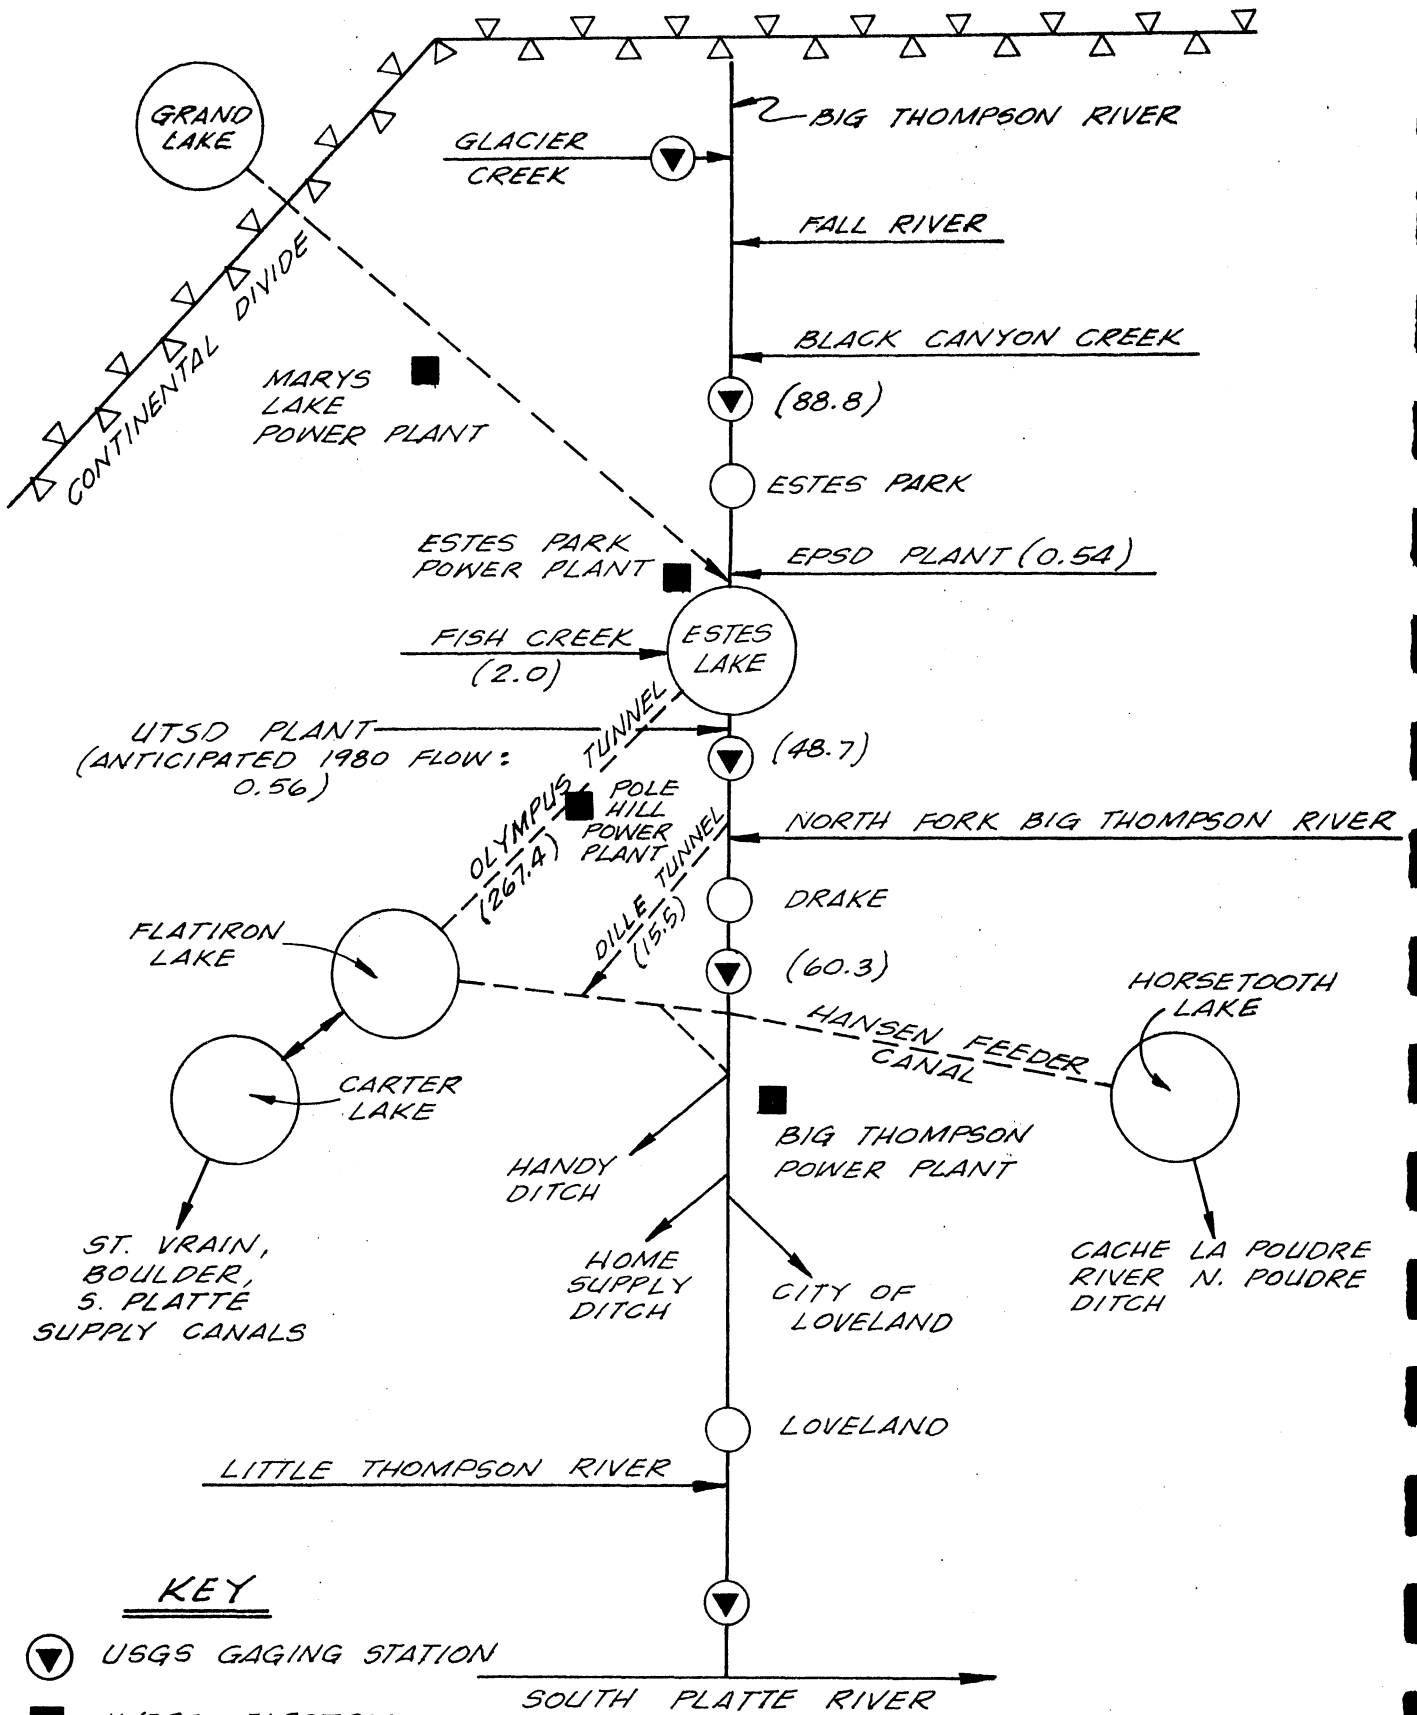 GRAND
LAKE
BIG THOMPSON RIVER
GLACIER
CREEK
FALL RIVER
CONTINENTAL DIVIDE
BLACK CANYON CREEK
MARYS
LAKE
POWER PLANT
(88.8)
ESTES PARK
ESTES PARK
POWER PLANT
EPSD PLANT (0.54)
FISH CREEK
(2.0)
ESTES
LAKE
UTSD PLANT
(ANTICIPATED 1980 FLOW:
0.56)
(48.7)
OLYMPUS TUNNEL
(267.4)
POLE
HILL
POWER
PLANT
NORTH FORK BIG THOMPSON RIVER
DILLE TUNNEL
(15.5)
DRAKE
FLATIRON
LAKE
(60.3)
HORSETOOTH
LAKE
HANSEN FEEDER
CANAL
CARTER
LAKE
BIG THOMPSON
POWER PLANT
HANDY
DITCH
ST. VRAIN,
BOULDER,
S. PLATTE
SUPPLY CANALS
HOME
SUPPLY
DITCH
CITY OF
LOVELAND
CACHE LA POUDRE
RIVER N. POUDRE
DITCH
LOVELAND
LITTLE THOMPSON RIVER
KEY
USGS GAGING STATION
SOUTH PLATTE RIVER